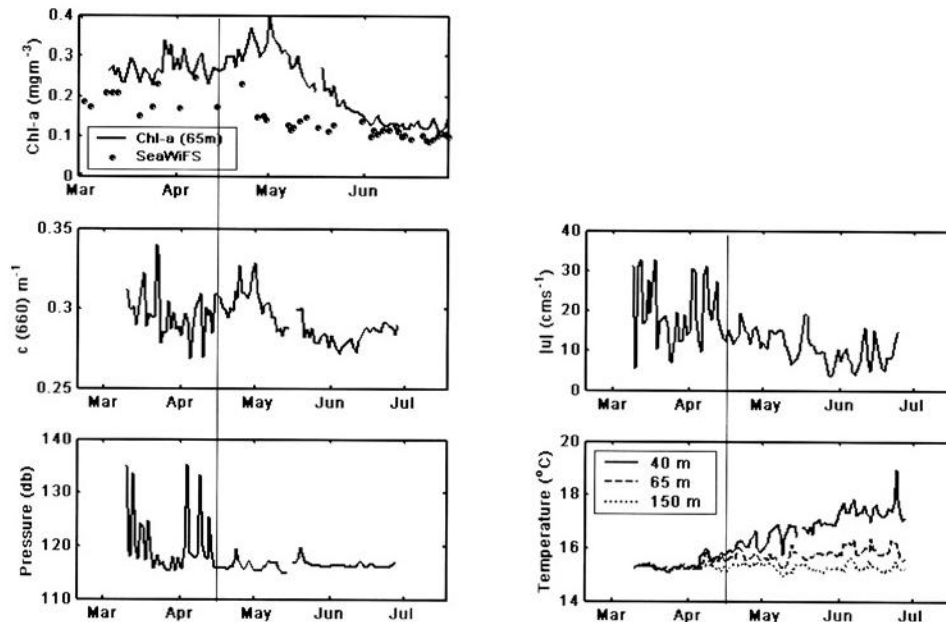 0.4
0.3
0.2
0.1
0
Chl-a (mgm⁻³)
Chl-a (65m)
SeaWiFS
Mar Apr May Jun
0.35
0.3
0.25
c (660) m⁻¹
Mar Apr May Jun Jul
40
30
20
10
0
|u| (cms⁻¹)
Mar Apr May Jun Jul
140
130
120
110
Pressure (db)
Mar Apr May Jun Jul
20
18
16
14
Temperature (°C)
40 m
65 m
150 m
Mar Apr May Jun Jul